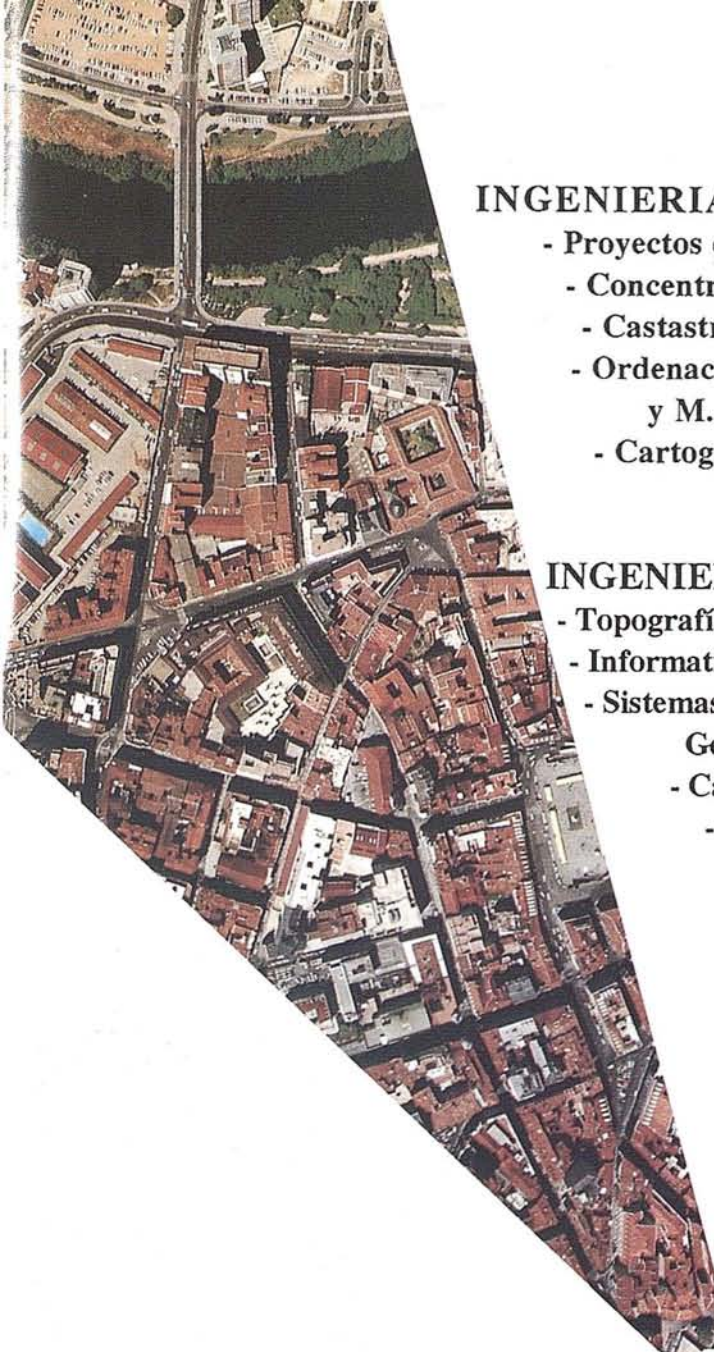 INGENIERIA
- Proyectos
- Concentr
- Castastr
- Ordenac
y M.
- Cartog
INGENIE
- Topografí
- Informat
- Sistemas
Ge
- Ca
-